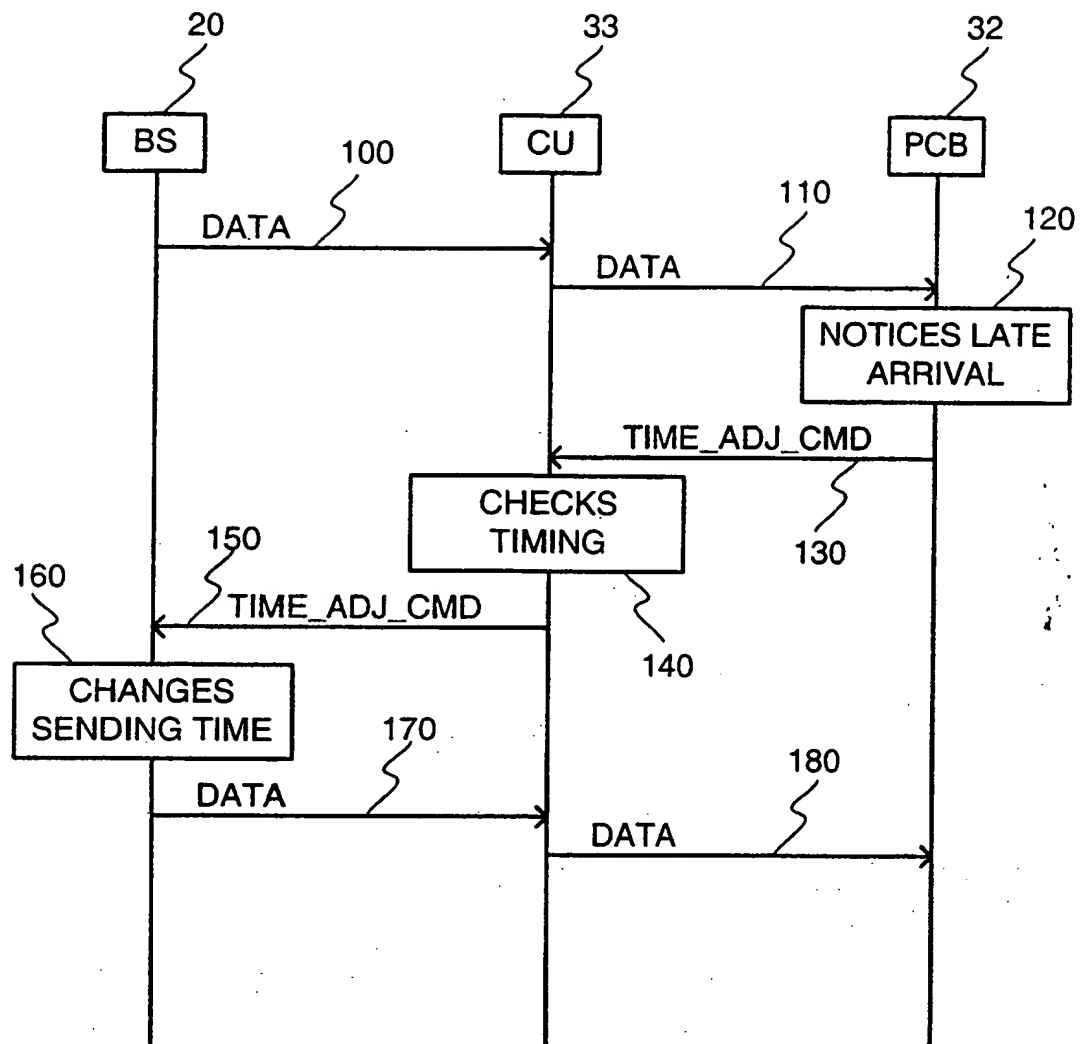 20
33
32
BS
CU
PCB
100
DATA
110
DATA
120
NOTICES LATE
ARRIVAL
TIME_ADJ_CMD
130
CHECKS
TIMING
140
150
TIME_ADJ_CMD
160
CHANGES
SENDING TIME
170
DATA
180
DATA